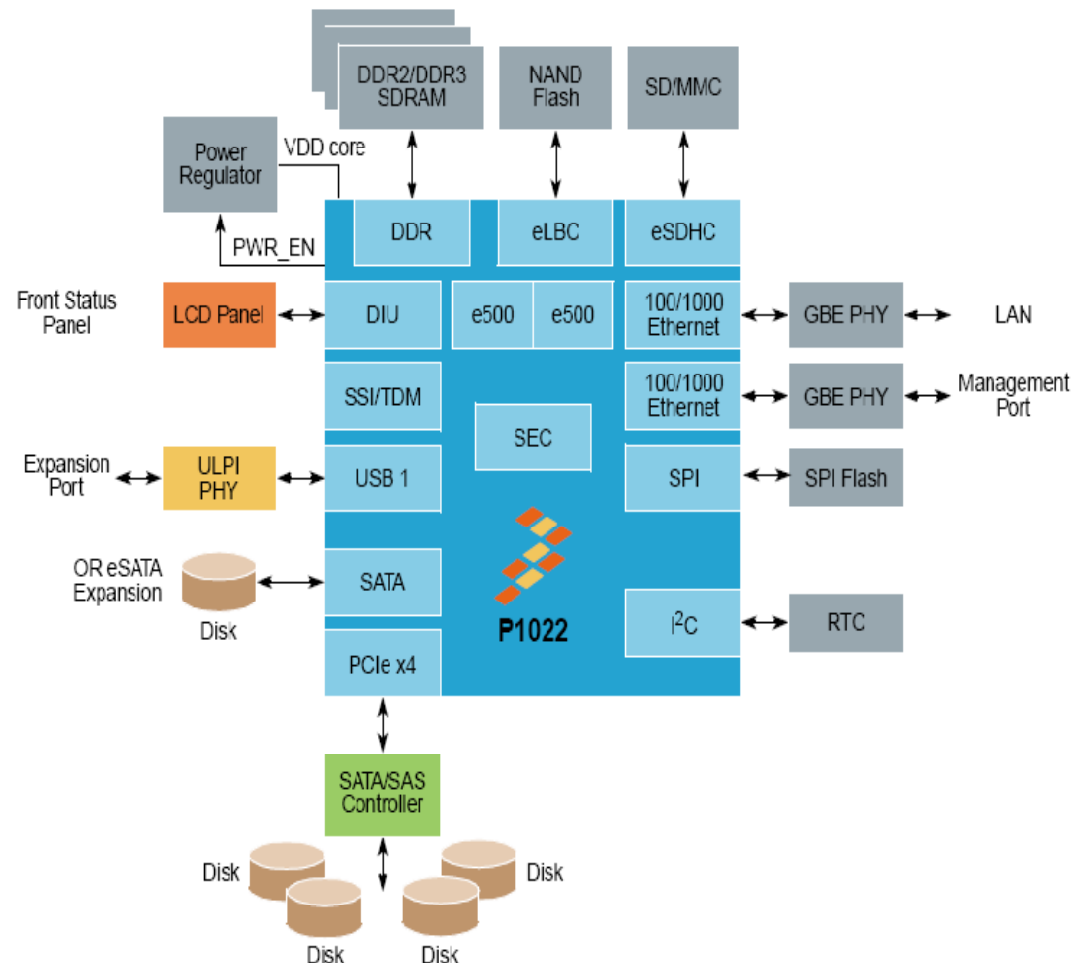 DDR2/DDR3
SDRAM
NAND
Flash
SD/MMC
Power
Regulator
VDD core
PWR_EN
DDR
eLBC
eSDHC
Front Status
Panel
LCD Panel
DIU
e500
e500
100/1000
Ethernet
GBE PHY
LAN
SSI/TDM
100/1000
Ethernet
GBE PHY
Management
Port
SEC
Expansion
Port
ULPI
PHY
USB 1
SPI
SPI Flash
OR eSATA
Expansion
Disk
SATA
P1022
I²C
RTC
PCIe x4
SATA/SAS
Controller
Disk
Disk
Disk
Disk